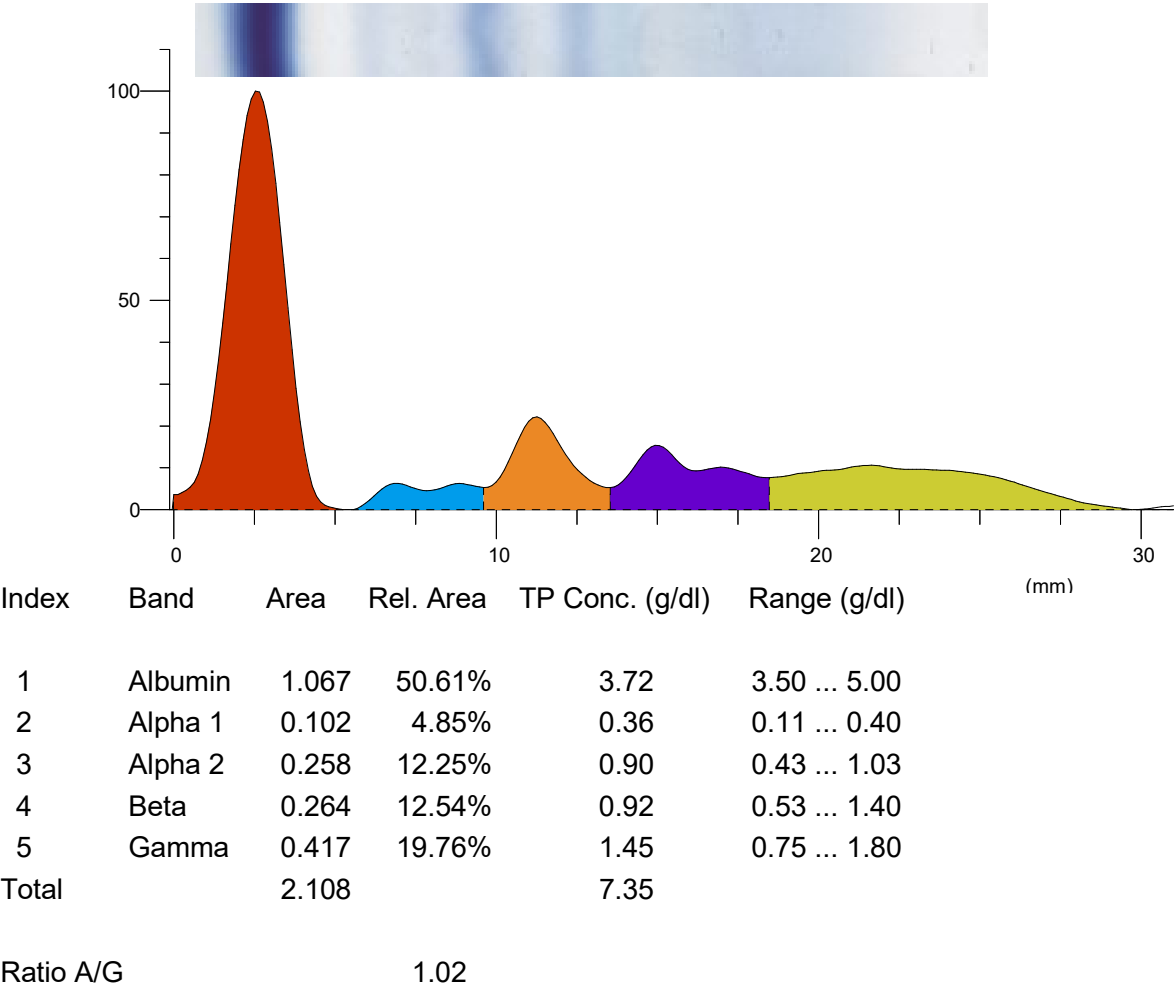 100
50
0
0 10 20 30
(mm)
Index Band Area Rel. Area TP Conc. (g/dl) Range (g/dl)
1 Albumin 1.067 50.61% 3.72 3.50 ... 5.00
2 Alpha 1 0.102 4.85% 0.36 0.11 ... 0.40
3 Alpha 2 0.258 12.25% 0.90 0.43 ... 1.03
4 Beta 0.264 12.54% 0.92 0.53 ... 1.40
5 Gamma 0.417 19.76% 1.45 0.75 ... 1.80
Total 2.108 7.35
Ratio A/G 1.02